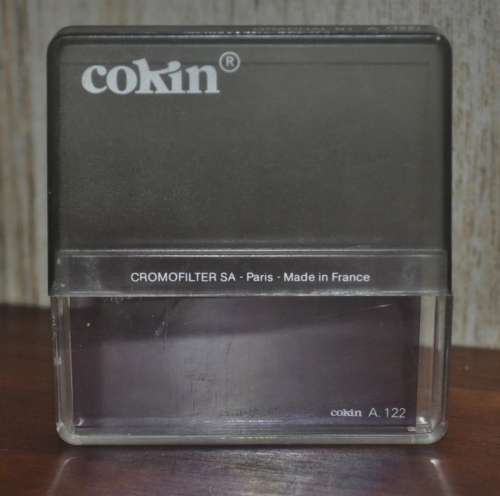 cokin®
CROMOFILTER SA - Paris - Made in France
cokin A. 122